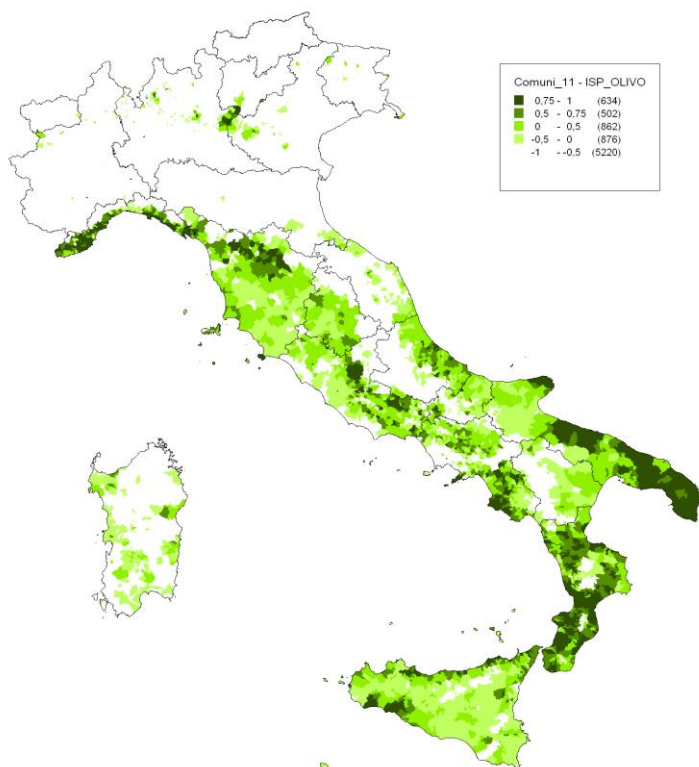 Comuni_11 - ISP_OLIVO
0,75 - 1 (634)
0,5 - 0,75 (502)
0 - 0,5 (862)
-0,5 - 0 (876)
-1 - -0,5 (5220)